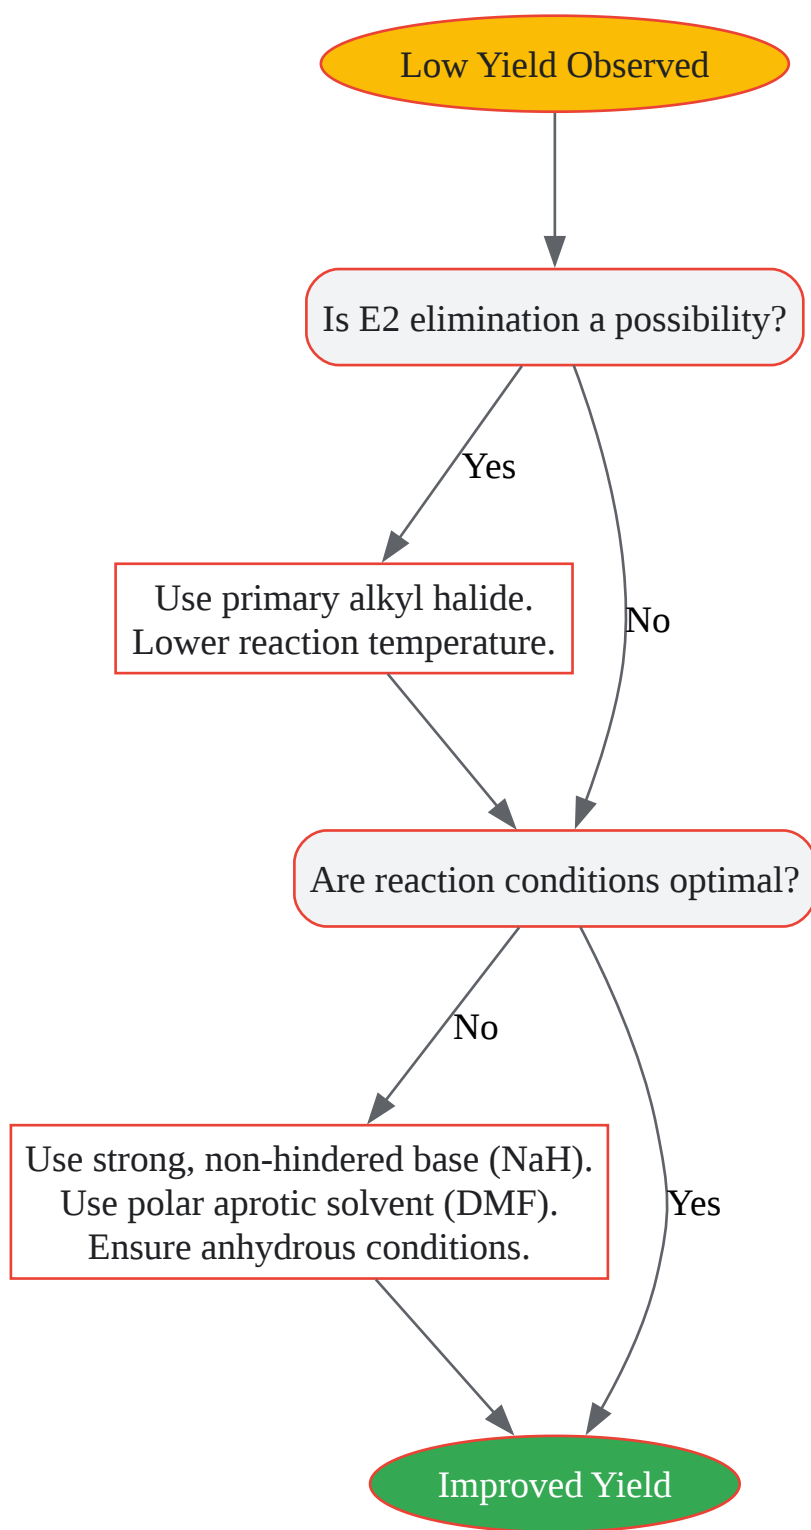 Low Yield Observed
Is E2 elimination a possibility?
Yes
No
Use primary alkyl halide.
Lower reaction temperature.
Are reaction conditions optimal?
No
Yes
Use strong, non-hindered base (NaH).
Use polar aprotic solvent (DMF).
Ensure anhydrous conditions.
Improved Yield